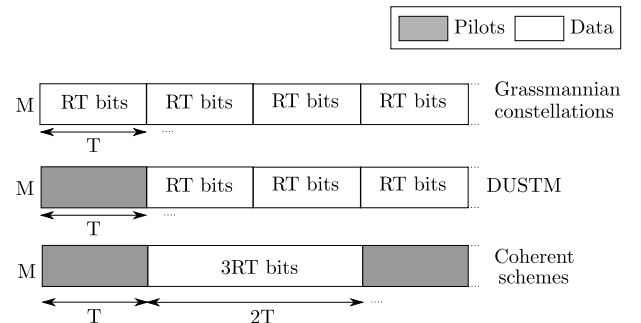 Pilots Data
M RT bits RT bits RT bits RT bits Grassmannian
constellations
T
M RT bits RT bits RT bits DUSTM
T
M 3RT bits Coherent
schemes
T 2T